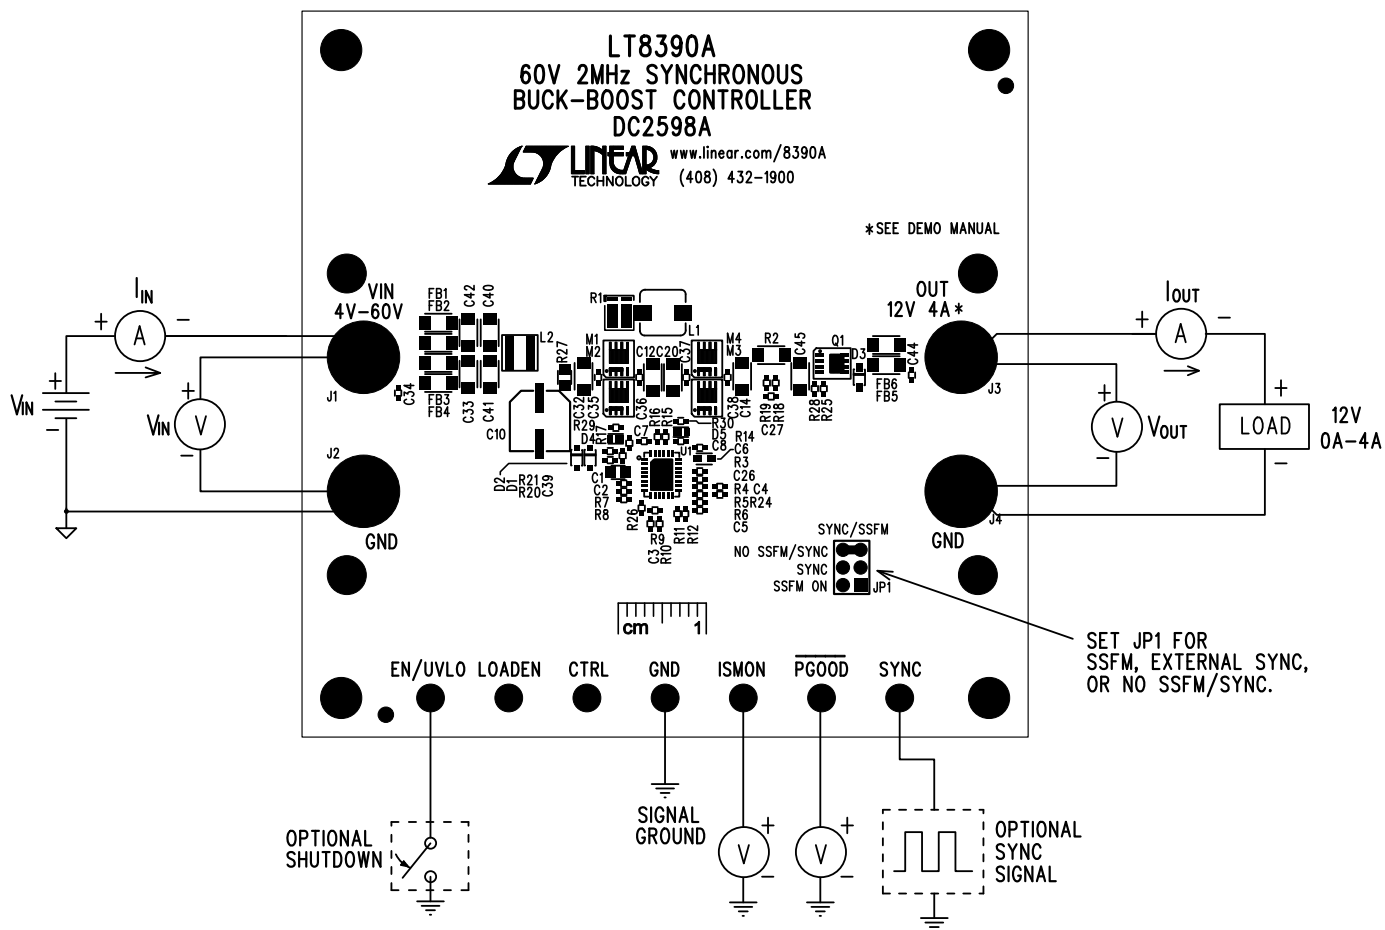 LT8390A
60V 2MHz SYNCHRONOUS
BUCK-BOOST CONTROLLER
DC2598A
LINEAR
TECHNOLOGY
www.linear.com/8390A
(408) 432-1900
*SEE DEMO MANUAL
VIN
4V-60V
OUT
12V 4A*
IIN
+ A −
VIN
+
−
+
V
−
VIN
J1
J2
GND
FB1
FB2
FB3
FB4
C42
C40
C33
C41
C34
L2
R1
L1
M1
M2
M4
M3
R27
C12
C20
C37
R2
C45
Q1
D3
C44
FB6
FB5
C10
C32
C35
C36
C38
C14
R19
R18
C27
R28
R25
R29
D4
R17
C7
R16
R15
R30
D5
C8
U1
R14
C6
R3
C26
R4 C4
R5 R24
R6
C5
D2
D1
R21
R20
C39
C1
C2
R7
R8
R26
R9
C3
R10
R11
R12
J3
J4
GND
IOUT
+ A −
+
V
−
VOUT
+
LOAD
−
12V
0A-4A
SYNC/SSFM
NO SSFM/SYNC
SYNC
SSFM ON
JP1
cm 1
SET JP1 FOR
SSFM, EXTERNAL SYNC,
OR NO SSFM/SYNC.
EN/UVLO
LOADEN
CTRL
GND
ISMON
PGOOD
SYNC
OPTIONAL
SHUTDOWN
SIGNAL
GROUND
+
V
−
+
V
−
OPTIONAL
SYNC
SIGNAL